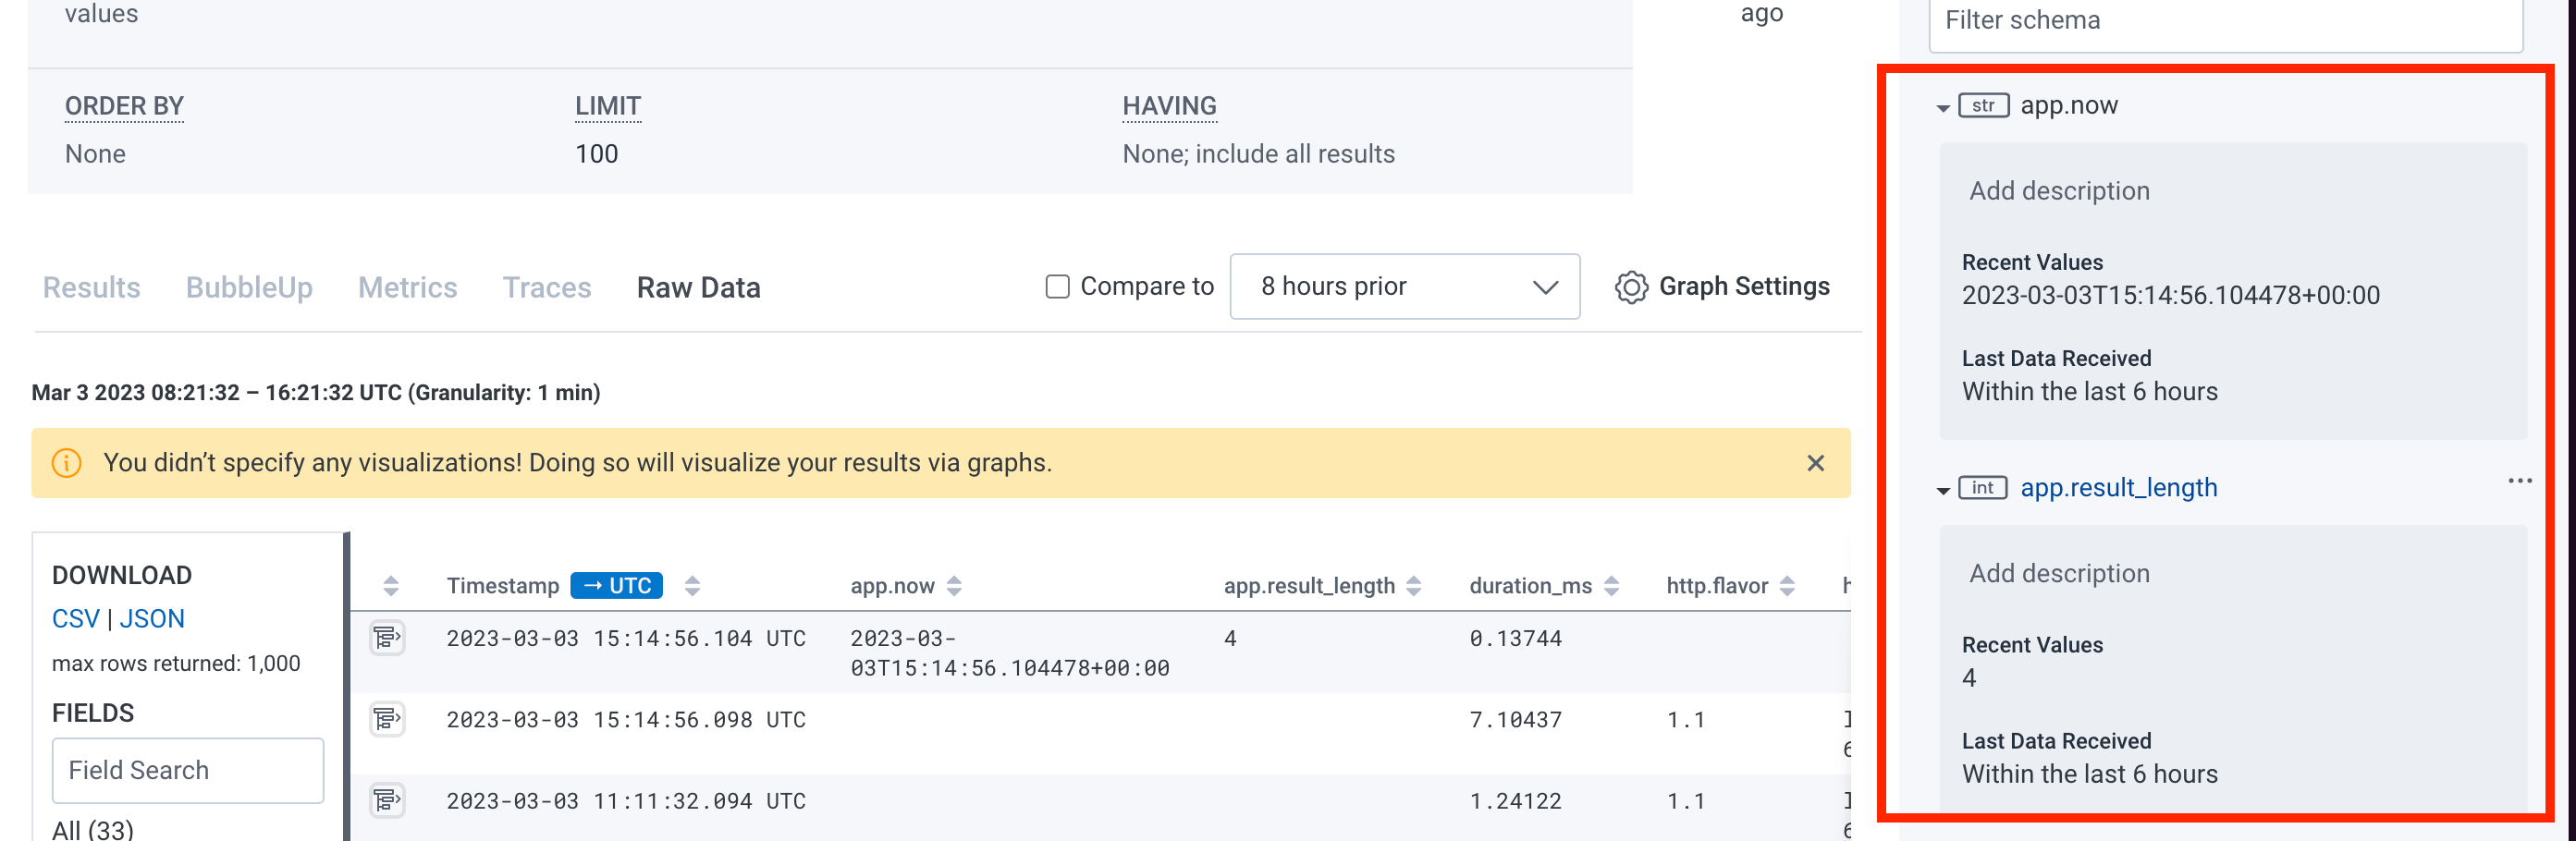 values
ago
Filter schema
ORDER BY
LIMIT
HAVING
None
100
None; include all results
Results
BubbleUp
Metrics
Traces
Raw Data
Compare to
8 hours prior
Graph Settings
Mar 3 2023 08:21:32 – 16:21:32 UTC (Granularity: 1 min)
You didn’t specify any visualizations! Doing so will visualize your results via graphs.
DOWNLOAD
CSV | JSON
max rows returned: 1,000
FIELDS
Field Search
All (33)
Timestamp → UTC app.now app.result_length duration_ms http.flavor
2023-03-03 15:14:56.104 UTC 2023-03- 4 0.13744
03T15:14:56.104478+00:00
2023-03-03 15:14:56.098 UTC 7.10437 1.1
2023-03-03 11:11:32.094 UTC 1.24122 1.1
str app.now
Add description
Recent Values
2023-03-03T15:14:56.104478+00:00
Last Data Received
Within the last 6 hours
int app.result_length ...
Add description
Recent Values
4
Last Data Received
Within the last 6 hours